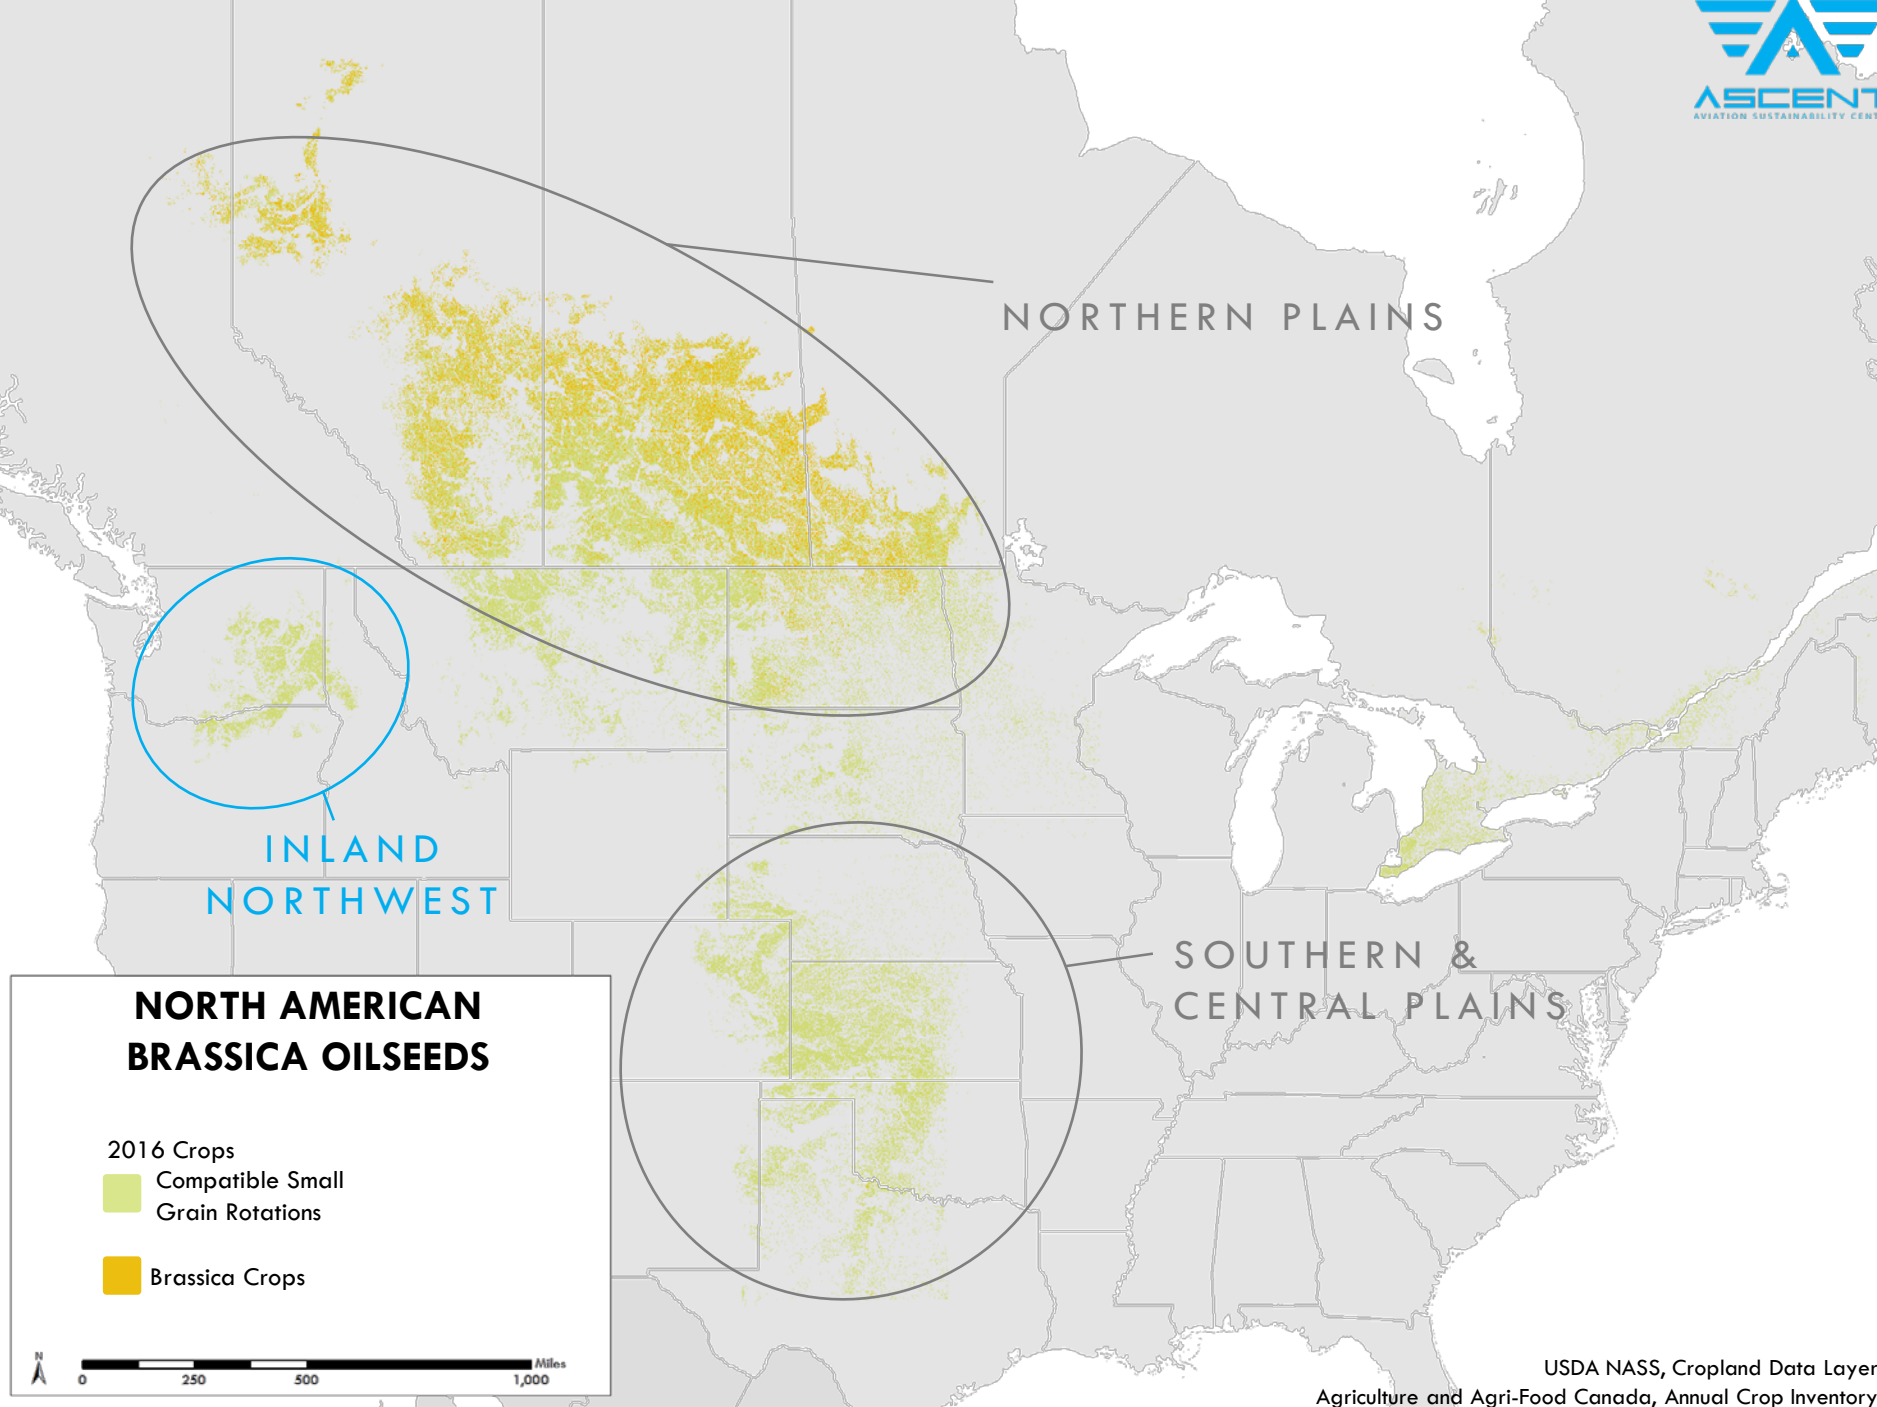 ASCENT
AVIATION SUSTAINABILITY CENT
NORTHERN PLAINS
INLAND
NORTHWEST
SOUTHERN &
CENTRAL PLAINS
NORTH AMERICAN
BRASSICA OILSEEDS
2016 Crops
Compatible Small
Grain Rotations
Brassica Crops
N
Miles
0 250 500 1,000
USDA NASS, Cropland Data Layer
Agriculture and Agri-Food Canada, Annual Crop Inventory